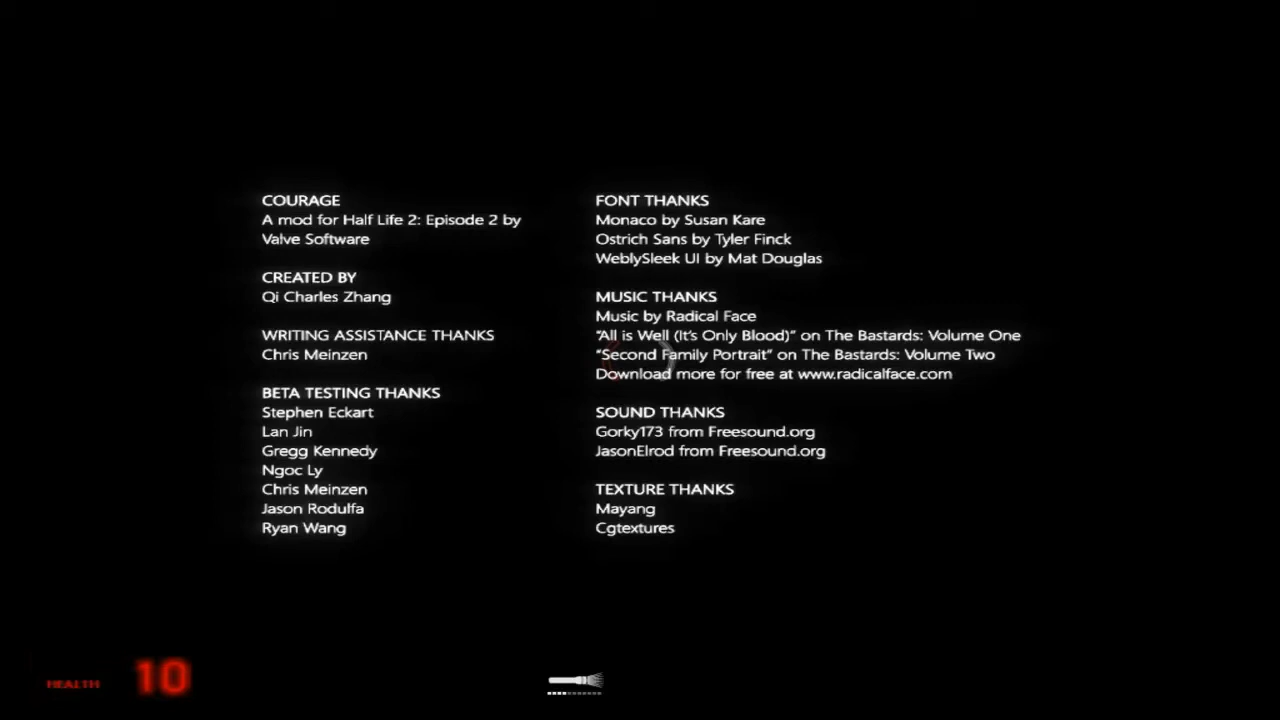 COURAGE
A mod for Half Life 2: Episode 2 by
Valve Software
CREATED BY
Qi Charles Zhang
WRITING ASSISTANCE THANKS
Chris Meinzen
BETA TESTING THANKS
Stephen Eckart
Lan Jin
Gregg Kennedy
Ngoc Ly
Chris Meinzen
Jason Rodulfa
Ryan Wang
FONT THANKS
Monaco by Susan Kare
Ostrich Sans by Tyler Finck
WeblySleek UI by Mat Douglas
MUSIC THANKS
Music by Radical Face
“All is Well (It's Only Blood)” on The Bastards: Volume One
“Second Family Portrait” on The Bastards: Volume Two
Download more for free at www.radicalface.com
SOUND THANKS
Gorky173 from Freesound.org
JasonElrod from Freesound.org
TEXTURE THANKS
Mayang
Cgtextures
HEALTH 10